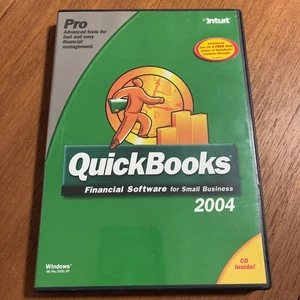 Pro
Advanced tools for
fast and easy
financial
management.
Intuit
QuickBooks
Financial Software for Small Business
2004
Windows
CD
Inside!